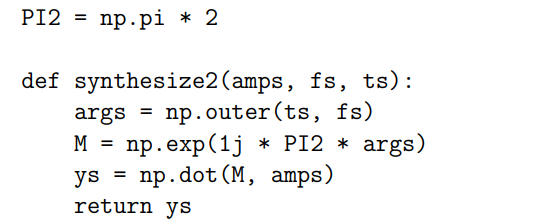 PI2 = np.pi * 2

def synthesize2(amps, fs, ts):
    args = np.outer(ts, fs)
    M = np.exp(1j * PI2 * args)
    ys = np.dot(M, amps)
    return ys